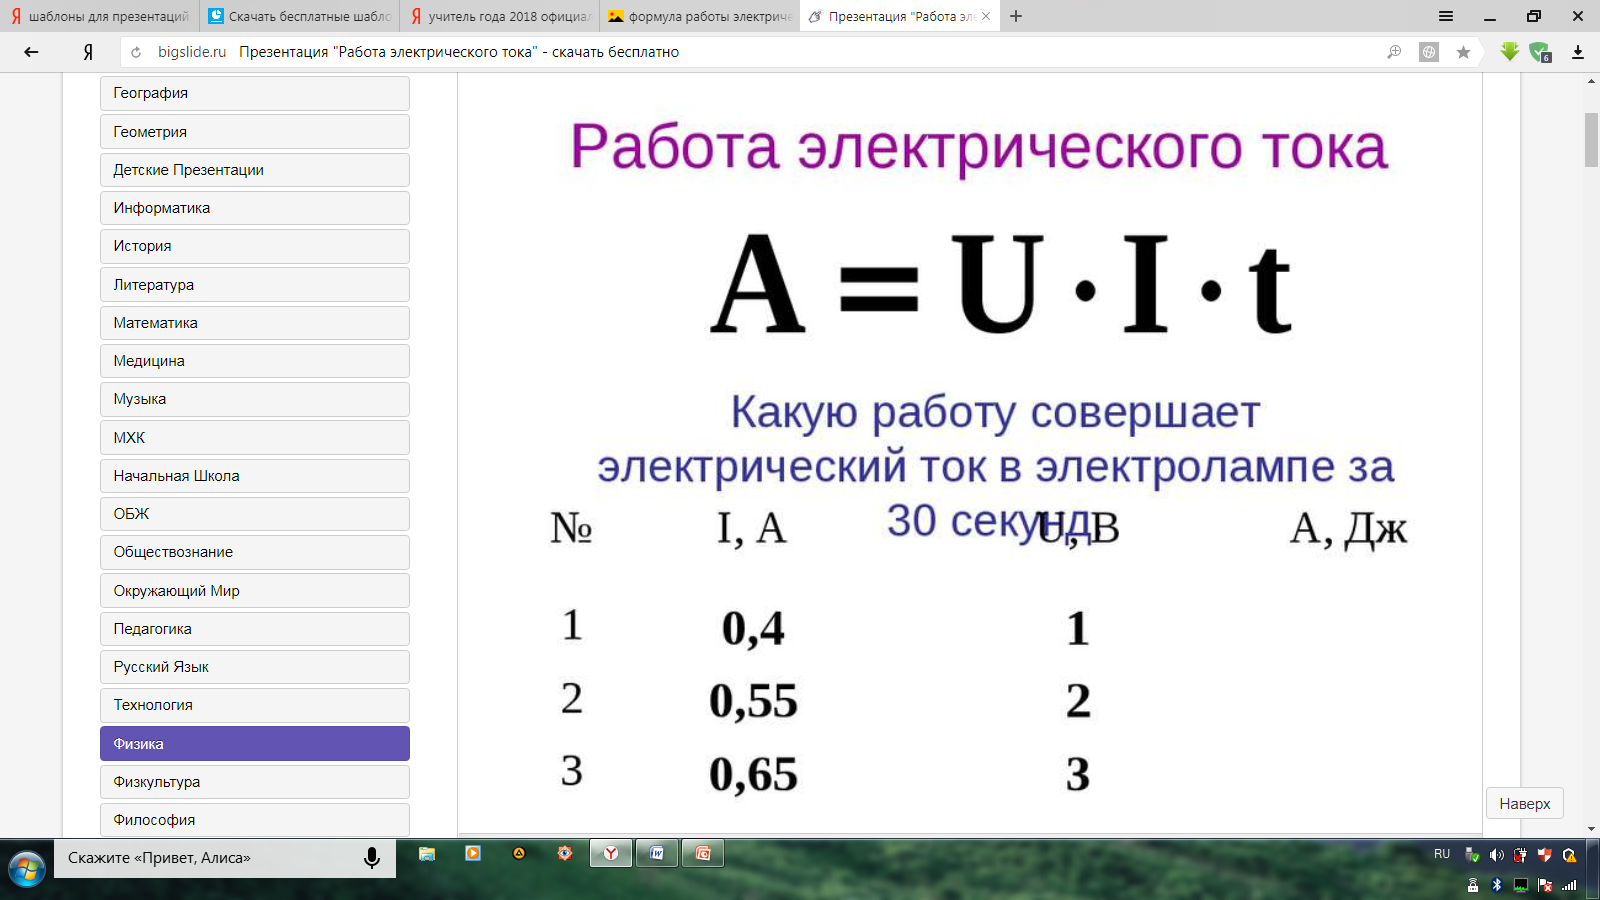 шаблоны для презентаций
Скачать бесплатные шабло
учитель года 2018 официал
формула работы электриче
Презентация "Работа эл
bigslide.ru Презентация "Работа электрического тока" - скачать бесплатно
6
География
Геометрия
Детские Презентации
Информатика
История
Литература
Математика
Медицина
Музыка
МХК
Начальная Школа
ОБЖ
Обществознание
Окружающий Мир
Педагогика
Русский Язык
Технология
Физика
Физкультура
Философия
Работа электрического тока
A = U · I · t
Какую работу совершает
электрический ток в электролампе за
30 секунд
№ I, А U, В А, Дж
1 0,4 1
2 0,55 2
3 0,65 3
Наверх
Скажите «Привет, Алиса»
RU